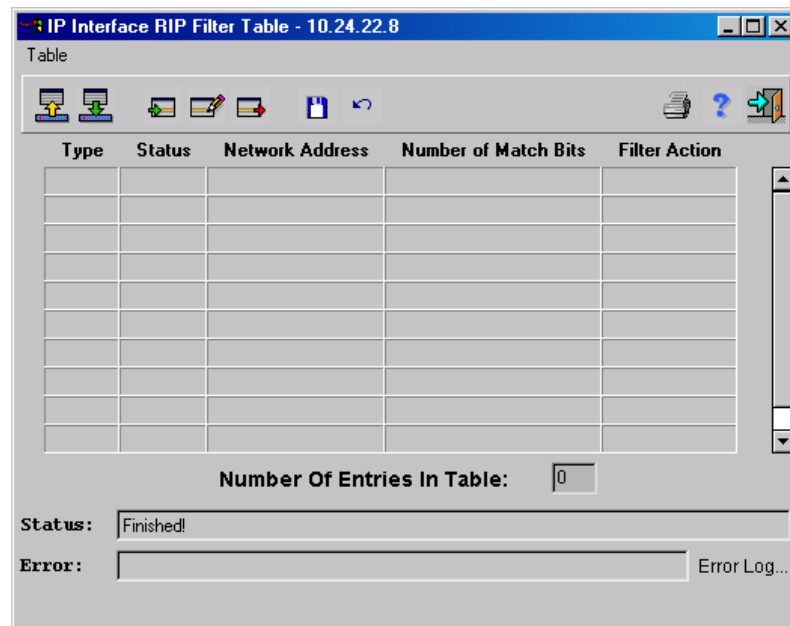 IP Interface RIP Filter Table - 10.24.22.8
Table
Type Status Network Address Number of Match Bits Filter Action
Number Of Entries In Table: 0
Status: Finished!
Error: Error Log...